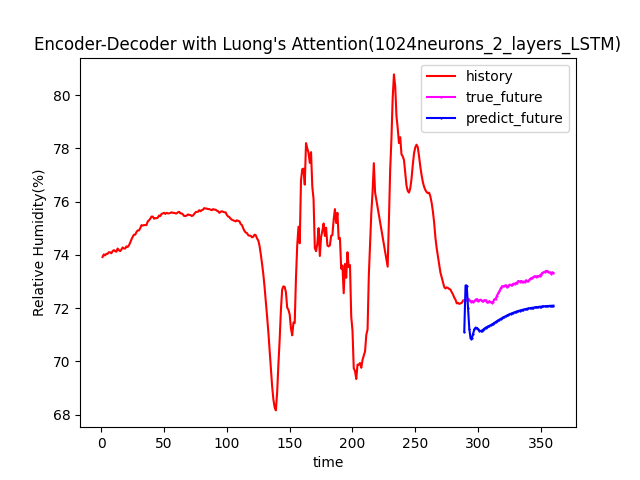 Encoder-Decoder with Luong's Attention(1024neurons_2_layers_LSTM)
history
true_future
predict_future
Relative Humidity(%)
80
78
76
74
72
70
68
0 50 100 150 200 250 300 350
time